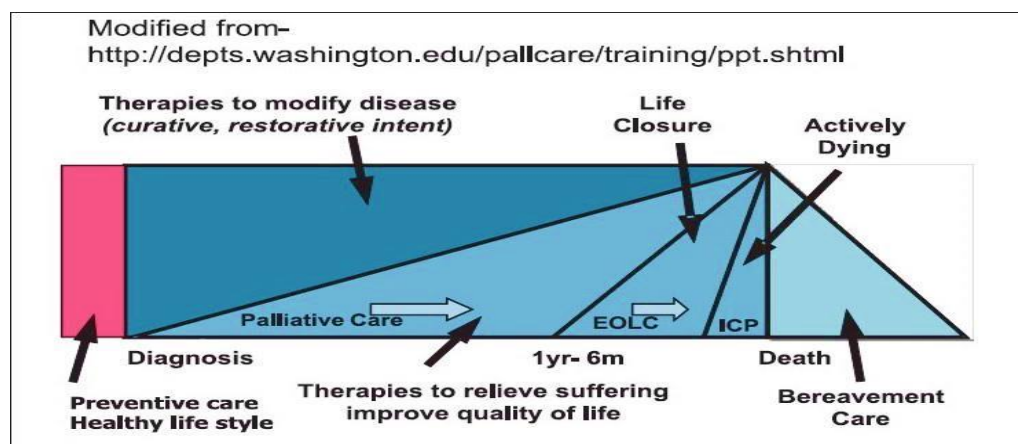 Modified from-
http://depts.washington.edu/pallcare/training/ppt.shtml
Therapies to modify disease
(curative, restorative intent)
Life
Closure
Actively
Dying
Palliative Care
EOLC
ICP
Diagnosis
1yr- 6m
Death
Preventive care
Healthy life style
Therapies to relieve suffering
improve quality of life
Bereavement
Care